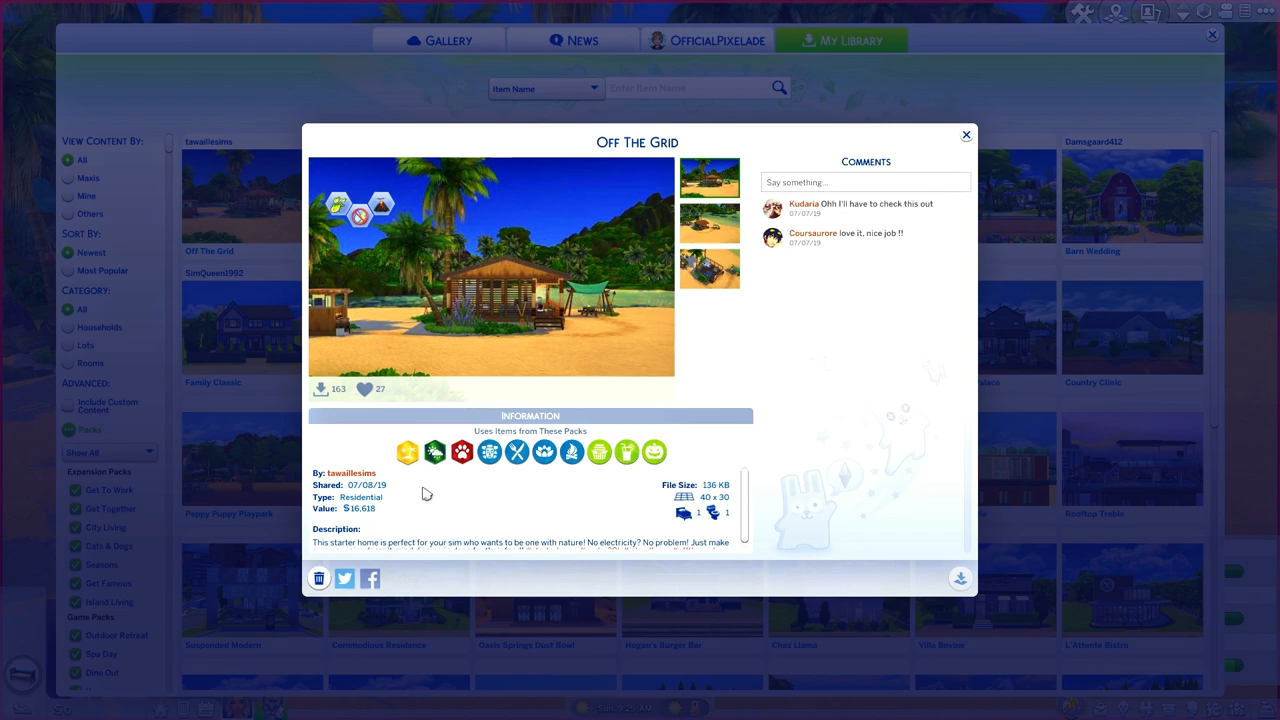 GALLERY
NEWS
OFFICIALPIXELADE
MY LIBRARY
Item Name
Enter Item Name
VIEW CONTENT BY:
All
Maxis
Mine
Others
SORT BY:
Newest
Most Popular
CATEGORY:
All
Households
Lots
Rooms
ADVANCED:
Include Custom
Content
Packs
Show All
Expansion Packs
Get To Work
Get Together
City Living
Cats & Dogs
Seasons
Get Famous
Island Living
Game Packs
Outdoor Retreat
Spa Day
Dine Out
tawaillesims
Damsgaard412
Off The Grid
Barn Wedding
SimQueen1992
Family Classic
Country Clinic
Peppy Puppy Playpark
Rooftop Treble
Suspended Modern
Commodious Residence
Oasis Springs Dust Bowl
Hogan's Burger Bar
Chez Llama
Villa Bovine
L'Attente Bistro
OFF THE GRID
163
27
INFORMATION
Uses Items from These Packs
By: tawaillesims
Shared: 07/08/19
Type: Residential
Value: §16,618
File Size: 136 KB
40 x 30
1 1
Description:
This starter home is perfect for your sim who wants to be one with nature! No electricity? No problem! Just make
COMMENTS
Say something...
Kudaria Ohh I'll have to check this out
07/07/19
Coursaurore love it, nice job !!
07/07/19
Sun. 9:25 AM